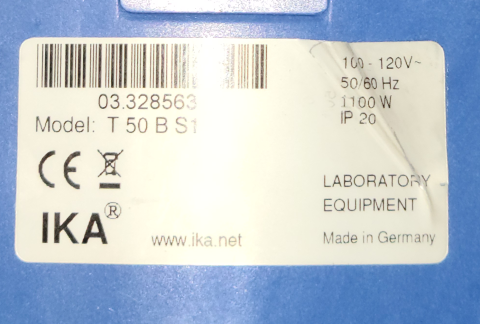 100 - 120V~
50/60 Hz
03.328563
1100 W
Model: T 50 B S1
IP 20
CE
LABORATORY
EQUIPMENT
IKA®
www.ika.net
Made in Germany